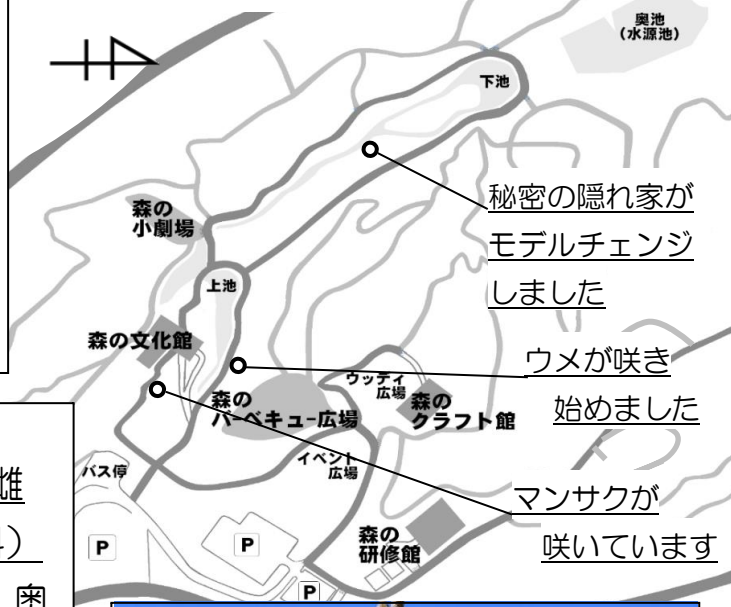 奥池
(水源池)
下池
秘密の隠れ家が
モデルチェンジ
しました
森の
小劇場
上池
森の文化館
ウメが咲き
始めました
ウッディ
広場
森の
バーベキュー広場
森の
クラフト館
イベント
広場
バス停
雌
）
奥
マンサクが
咲いています
森の
研修館
P
P
P